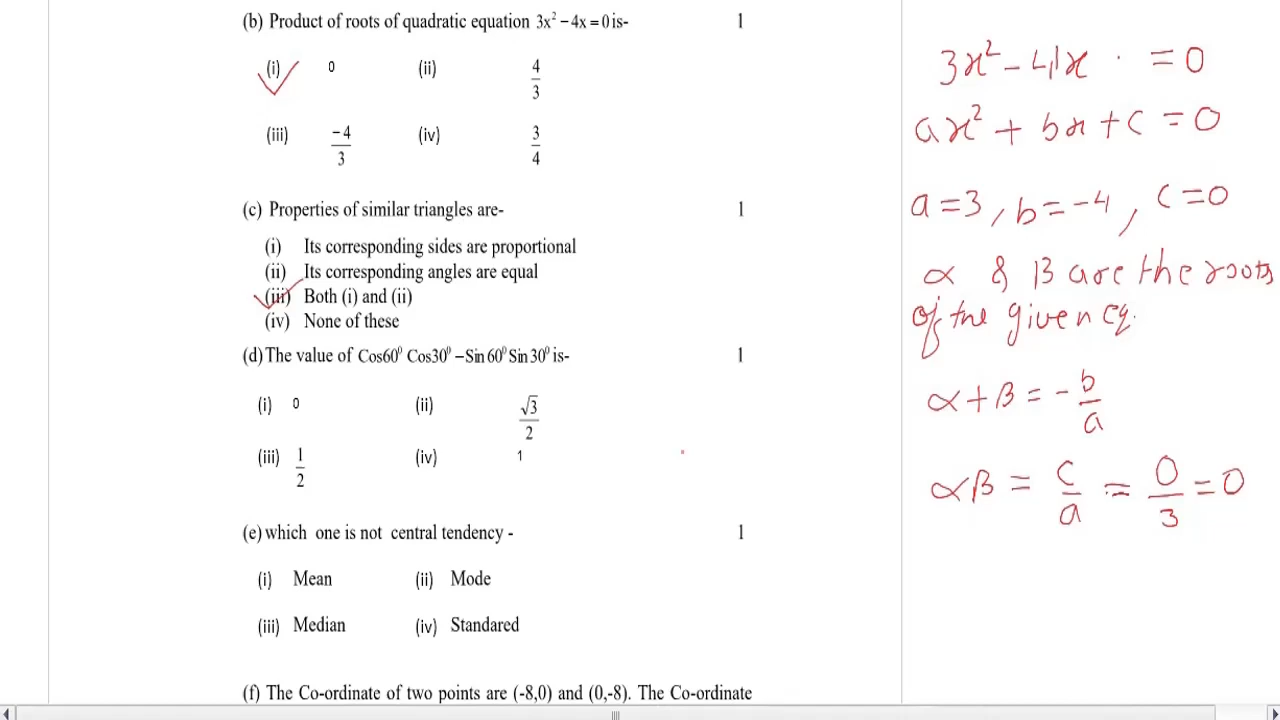 (b) Product of roots of quadratic equation 3x² − 4x = 0 is- 1
(i) 0 (ii) 4/3
(iii) −4/3 (iv) 3/4
(c) Properties of similar triangles are- 1
(i) Its corresponding sides are proportional
(ii) Its corresponding angles are equal
(iii) Both (i) and (ii)
(iv) None of these
(d) The value of Cos60⁰ Cos30⁰ − Sin 60⁰ Sin 30⁰ is- 1
(i) 0 (ii) √3/2
(iii) 1/2 (iv) 1
(e) which one is not central tendency - 1
(i) Mean (ii) Mode
(iii) Median (iv) Standared
(f) The Co-ordinate of two points are (-8,0) and (0,-8). The Co-ordinate
3x² − 4x = 0
ax² + bx + c = 0
a = 3, b = −4, c = 0
α & β are the roots
of the given eq.
α + β = − b/a
αβ = c/a = 0/3 = 0